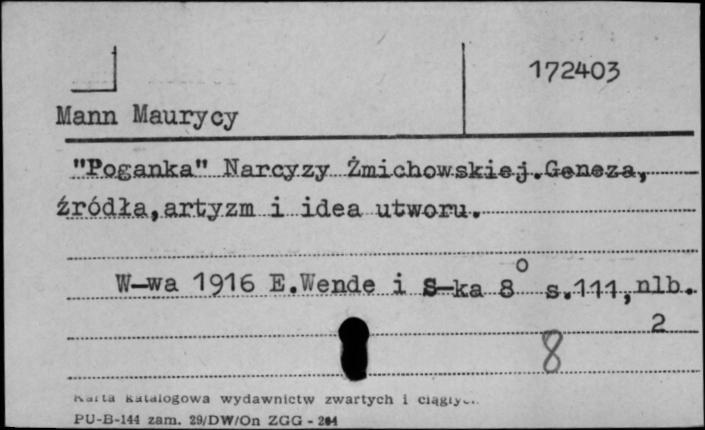 172403
Mann Maurycy
"Poganka" Narcyzy Żmichowskiej.Geneza,
źródła,artyzm i idea utworu.
W-wa 1916 E.Wende i S-ka 8° s.111,nlb.
2
8
Karta katalogowa wydawnictw zwartych i ciągłych
PU-B-144 zam. 29/DW/On ZGG - 204